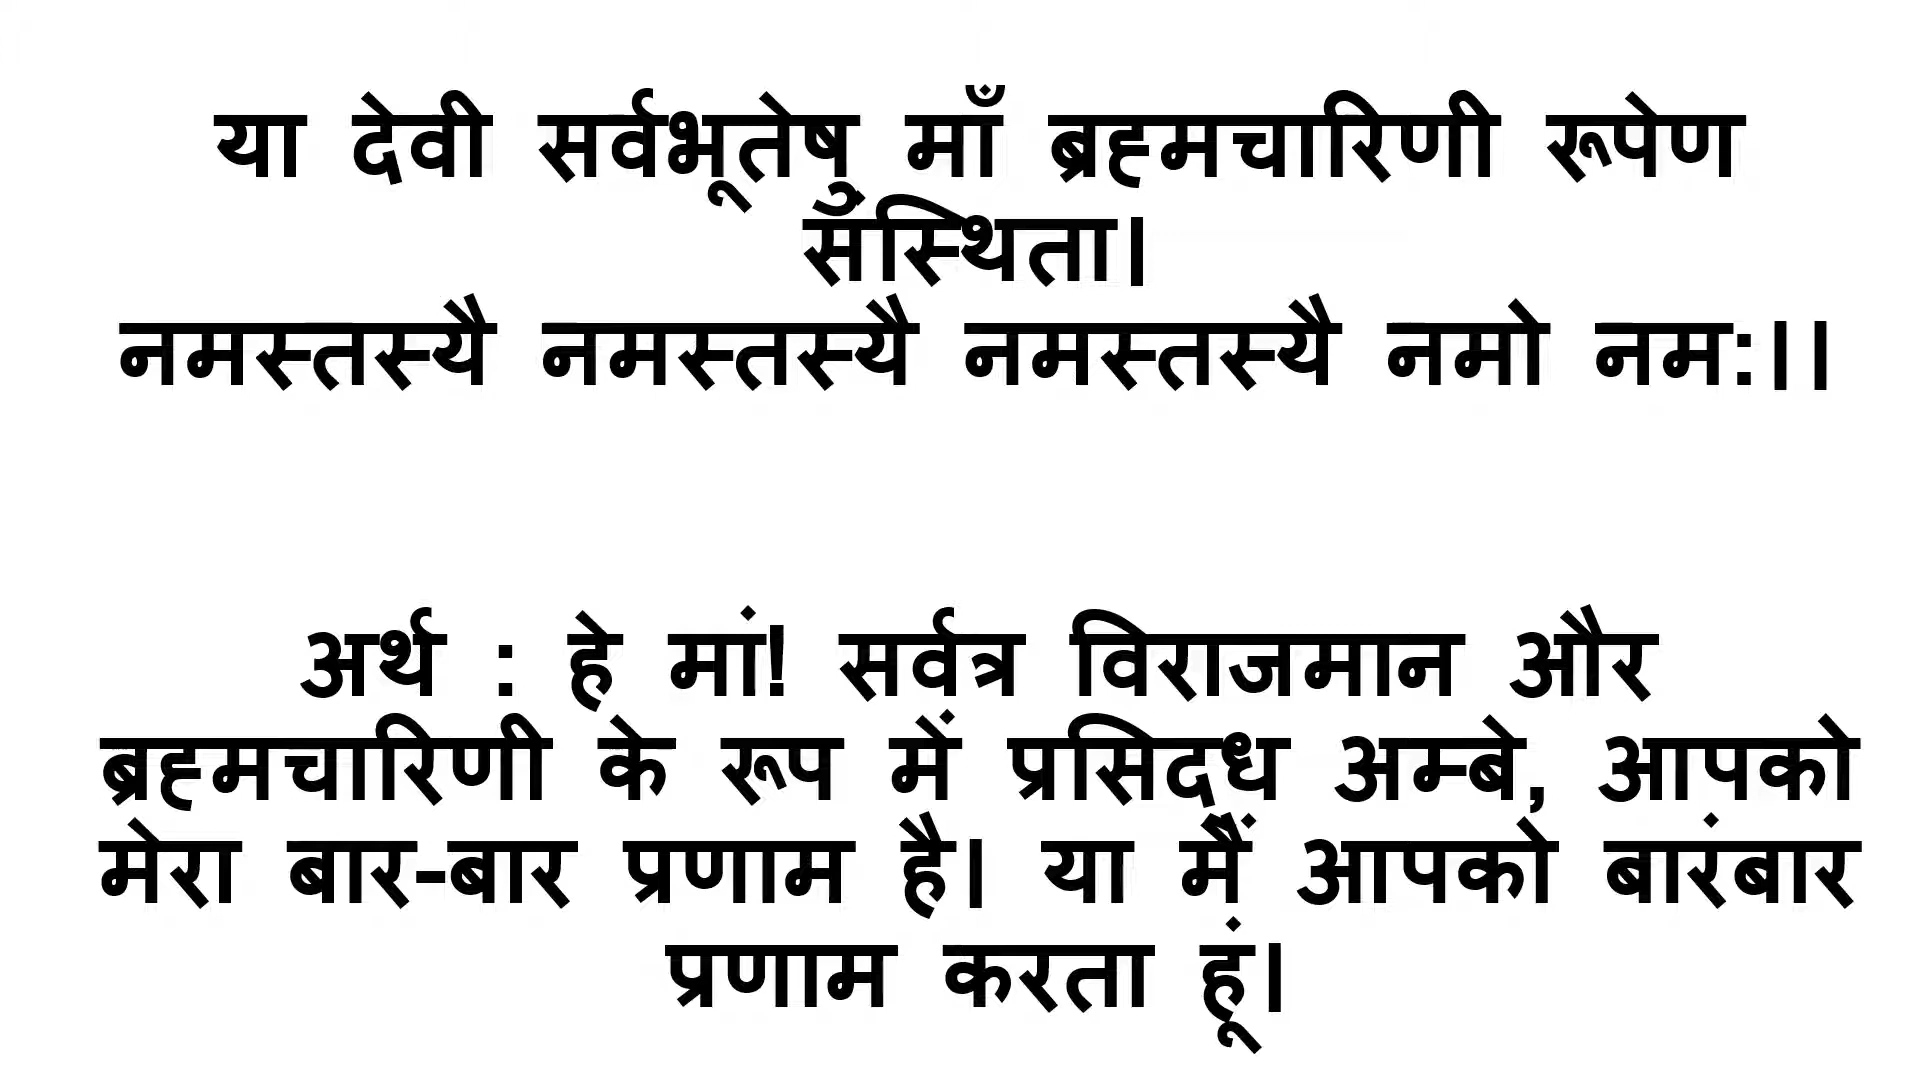 या देवी सर्वभूतेषु माँ ब्रह्मचारिणी रूपेण
संस्थिता।
नमस्तस्यै नमस्तस्यै नमस्तस्यै नमो नम:।।
अर्थ : हे मां! सर्वत्र विराजमान और
ब्रह्मचारिणी के रूप में प्रसिद्ध अम्बे, आपको
मेरा बार-बार प्रणाम है। या मैं आपको बारंबार
प्रणाम करता हूं।